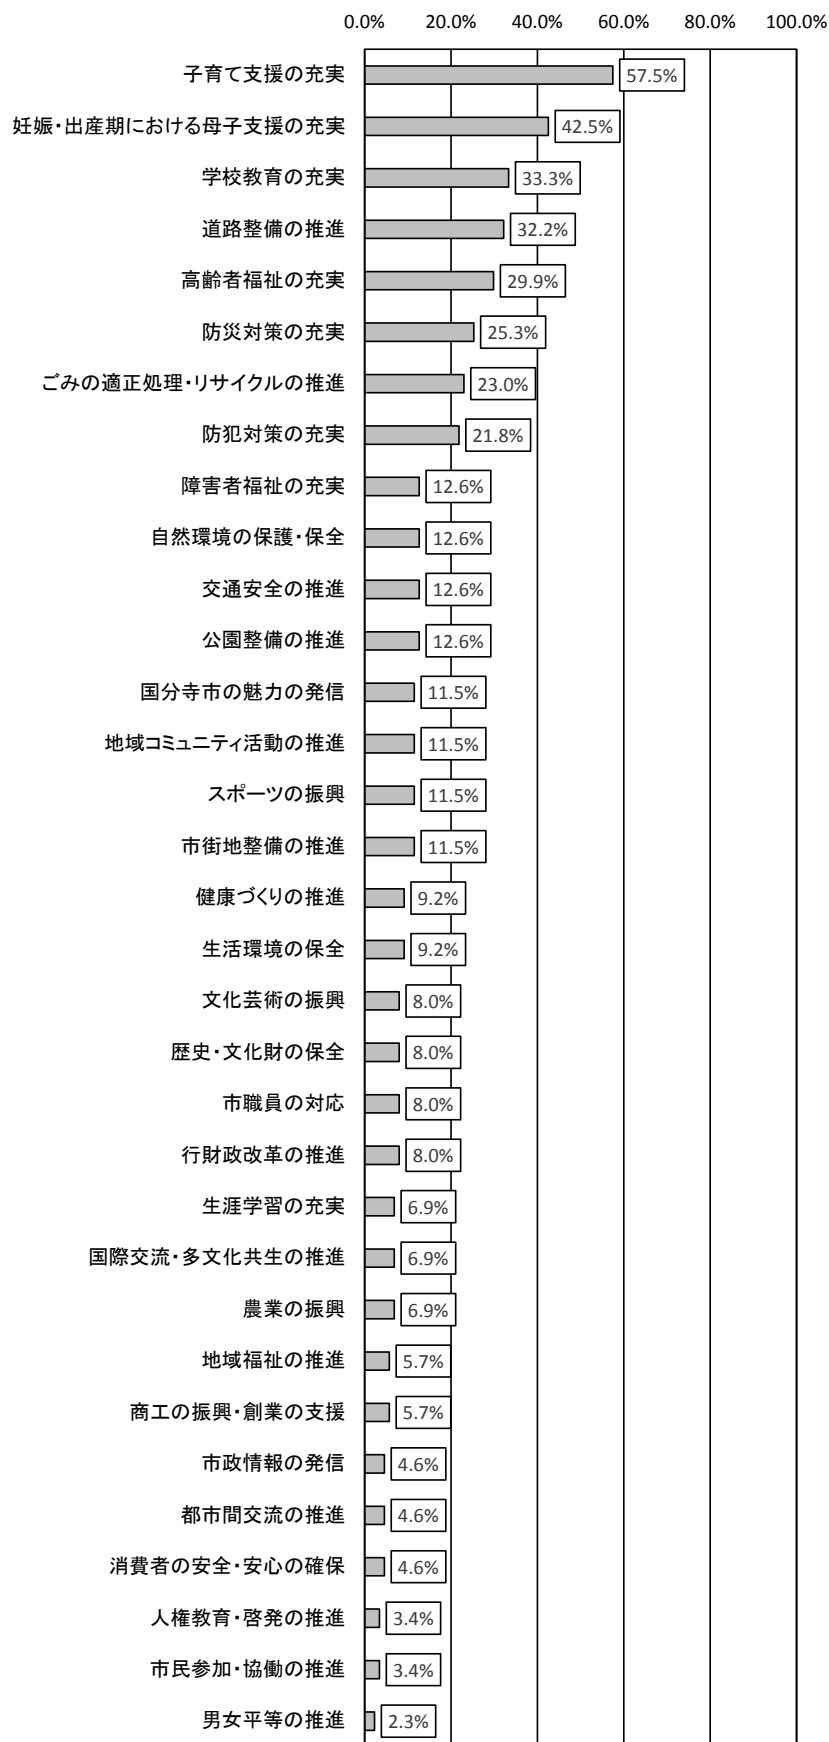 0.0% 20.0% 40.0% 60.0% 80.0% 100.0%
子育て支援の充実 57.5%
妊娠・出産期における母子支援の充実 42.5%
学校教育の充実 33.3%
道路整備の推進 32.2%
高齢者福祉の充実 29.9%
防災対策の充実 25.3%
ごみの適正処理・リサイクルの推進 23.0%
防犯対策の充実 21.8%
障害者福祉の充実 12.6%
自然環境の保護・保全 12.6%
交通安全の推進 12.6%
公園整備の推進 12.6%
国分寺市の魅力の発信 11.5%
地域コミュニティ活動の推進 11.5%
スポーツの振興 11.5%
市街地整備の推進 11.5%
健康づくりの推進 9.2%
生活環境の保全 9.2%
文化芸術の振興 8.0%
歴史・文化財の保全 8.0%
市職員の対応 8.0%
行財政改革の推進 8.0%
生涯学習の充実 6.9%
国際交流・多文化共生の推進 6.9%
農業の振興 6.9%
地域福祉の推進 5.7%
商工の振興・創業の支援 5.7%
市政情報の発信 4.6%
都市間交流の推進 4.6%
消費者の安全・安心の確保 4.6%
人権教育・啓発の推進 3.4%
市民参加・協働の推進 3.4%
男女平等の推進 2.3%